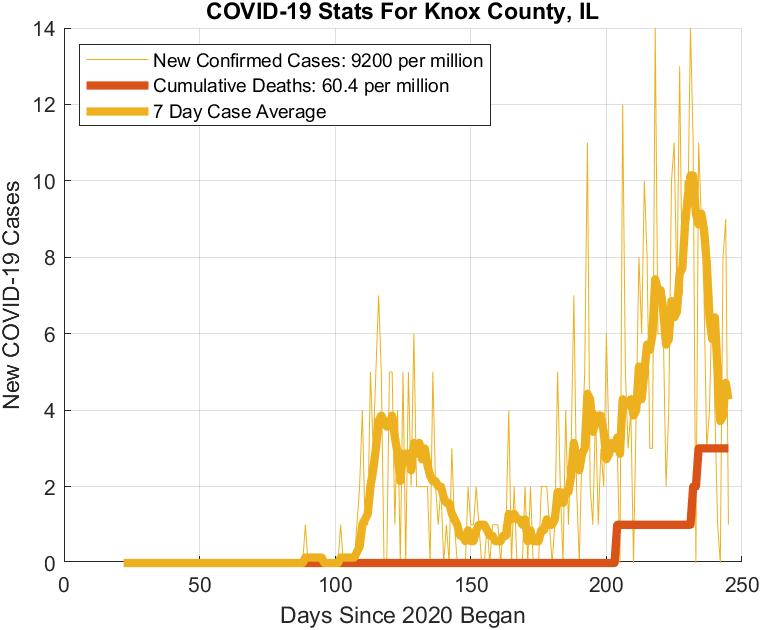 COVID-19 Stats For Knox County, IL
New Confirmed Cases: 9200 per million
Cumulative Deaths: 60.4 per million
7 Day Case Average
New COVID-19 Cases
14
12
10
8
6
4
2
0
0 50 100 150 200 250
Days Since 2020 Began